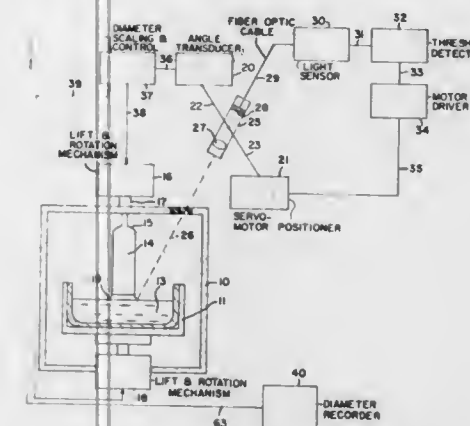 DIAMETER
SCALING &
CONTROL
ANGLE
TRANSDUCER
FIBER OPTIC
CABLE
30
31
32
LIGHT
SENSOR
THRESH
DETECT
20
36
37
29
33
39
38
22
28
25
27
23
MOTOR
DRIVER
34
35
LIFT &
ROTATION
MECHANISM
16
21
SERVO-
MOTOR POSITIONER
17
15
14
26
10
19
13
11
LIFT & ROTATION
MECHANISM
18
40
DIAMETER
RECORDER
63